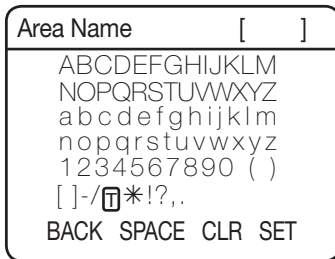 Area Name [ ]
ABCDEFGHIJKLM
NOPQRSTUVWXYZ
abcdefghijklm
nopqrstuvwxyz
1234567890 ( )
[ ]-/T*!?,.
BACK SPACE CLR SET